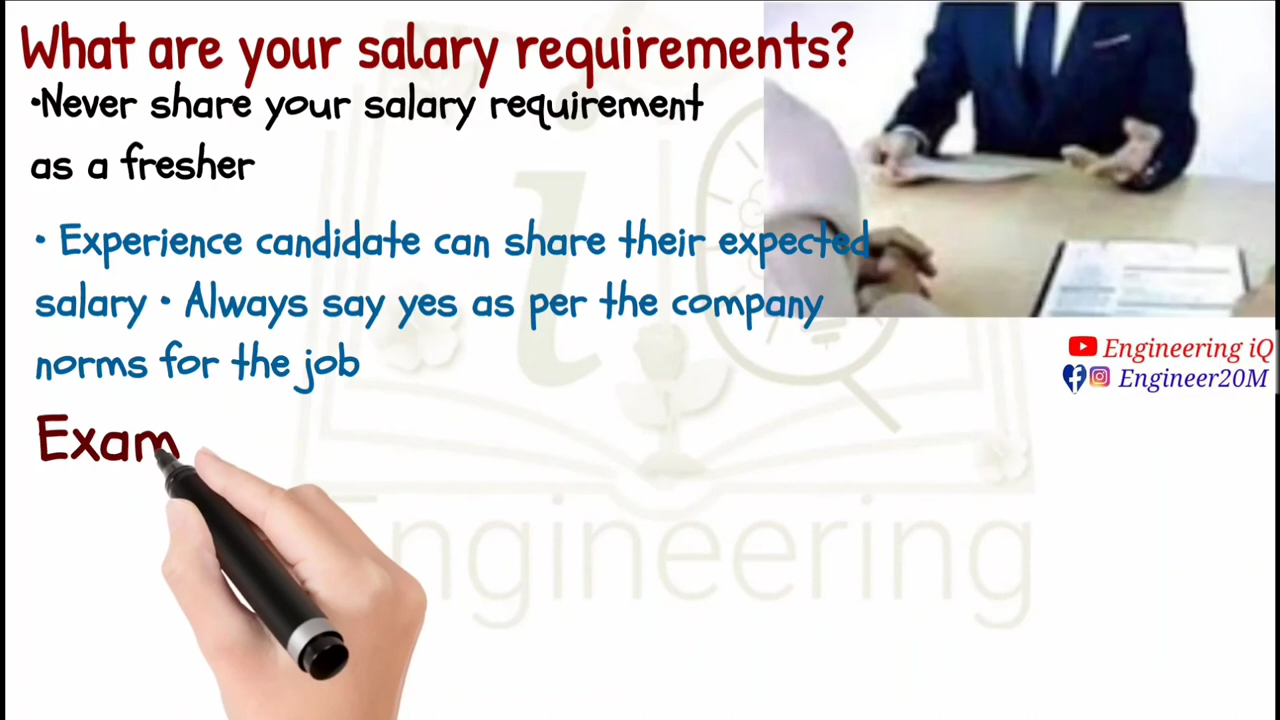 What are your salary requirements?
•Never share your salary requirement
as a fresher
• Experience candidate can share their expected
salary • Always say yes as per the company
norms for the job
Engineering iQ
Engineer20M
Exam
iQ
Engineering